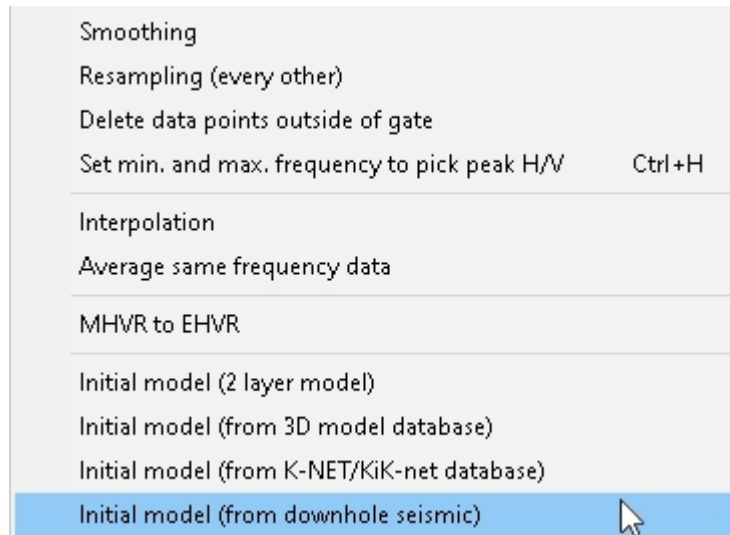 Smoothing
Resampling (every other)
Delete data points outside of gate
Set min. and max. frequency to pick peak H/V Ctrl+H
Interpolation
Average same frequency data
MHVR to EHVR
Initial model (2 layer model)
Initial model (from 3D model database)
Initial model (from K-NET/KiK-net database)
Initial model (from downhole seismic)